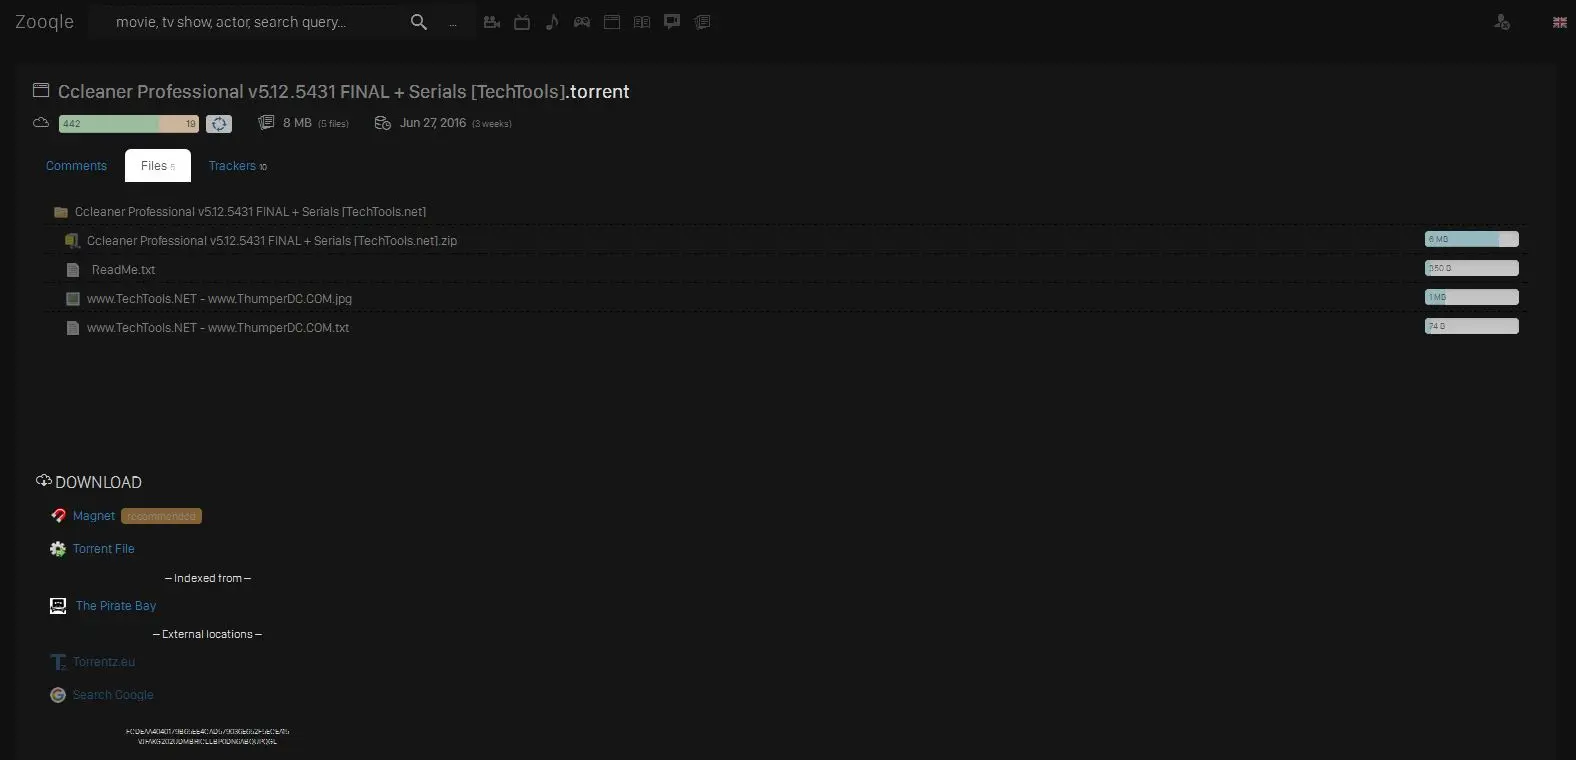 Zooqle movie, tv show, actor, search query... ...
Ccleaner Professional v5.12.5431 FINAL + Serials [TechTools].torrent
442 19 8 MB (5 files) Jun 27, 2016 (3 weeks)
Comments Files 5 Trackers 10
Ccleaner Professional v5.12.5431 FINAL + Serials [TechTools.net]
Ccleaner Professional v5.12.5431 FINAL + Serials [TechTools.net].zip 6 MB
ReadMe.txt 350 B
www.TechTools.NET - www.ThumperDC.COM.jpg 1 MB
www.TechTools.NET - www.ThumperDC.COM.txt 74 B
DOWNLOAD
Magnet recommended
Torrent File
— Indexed from —
The Pirate Bay
— External locations —
Torrentz.eu
Search Google